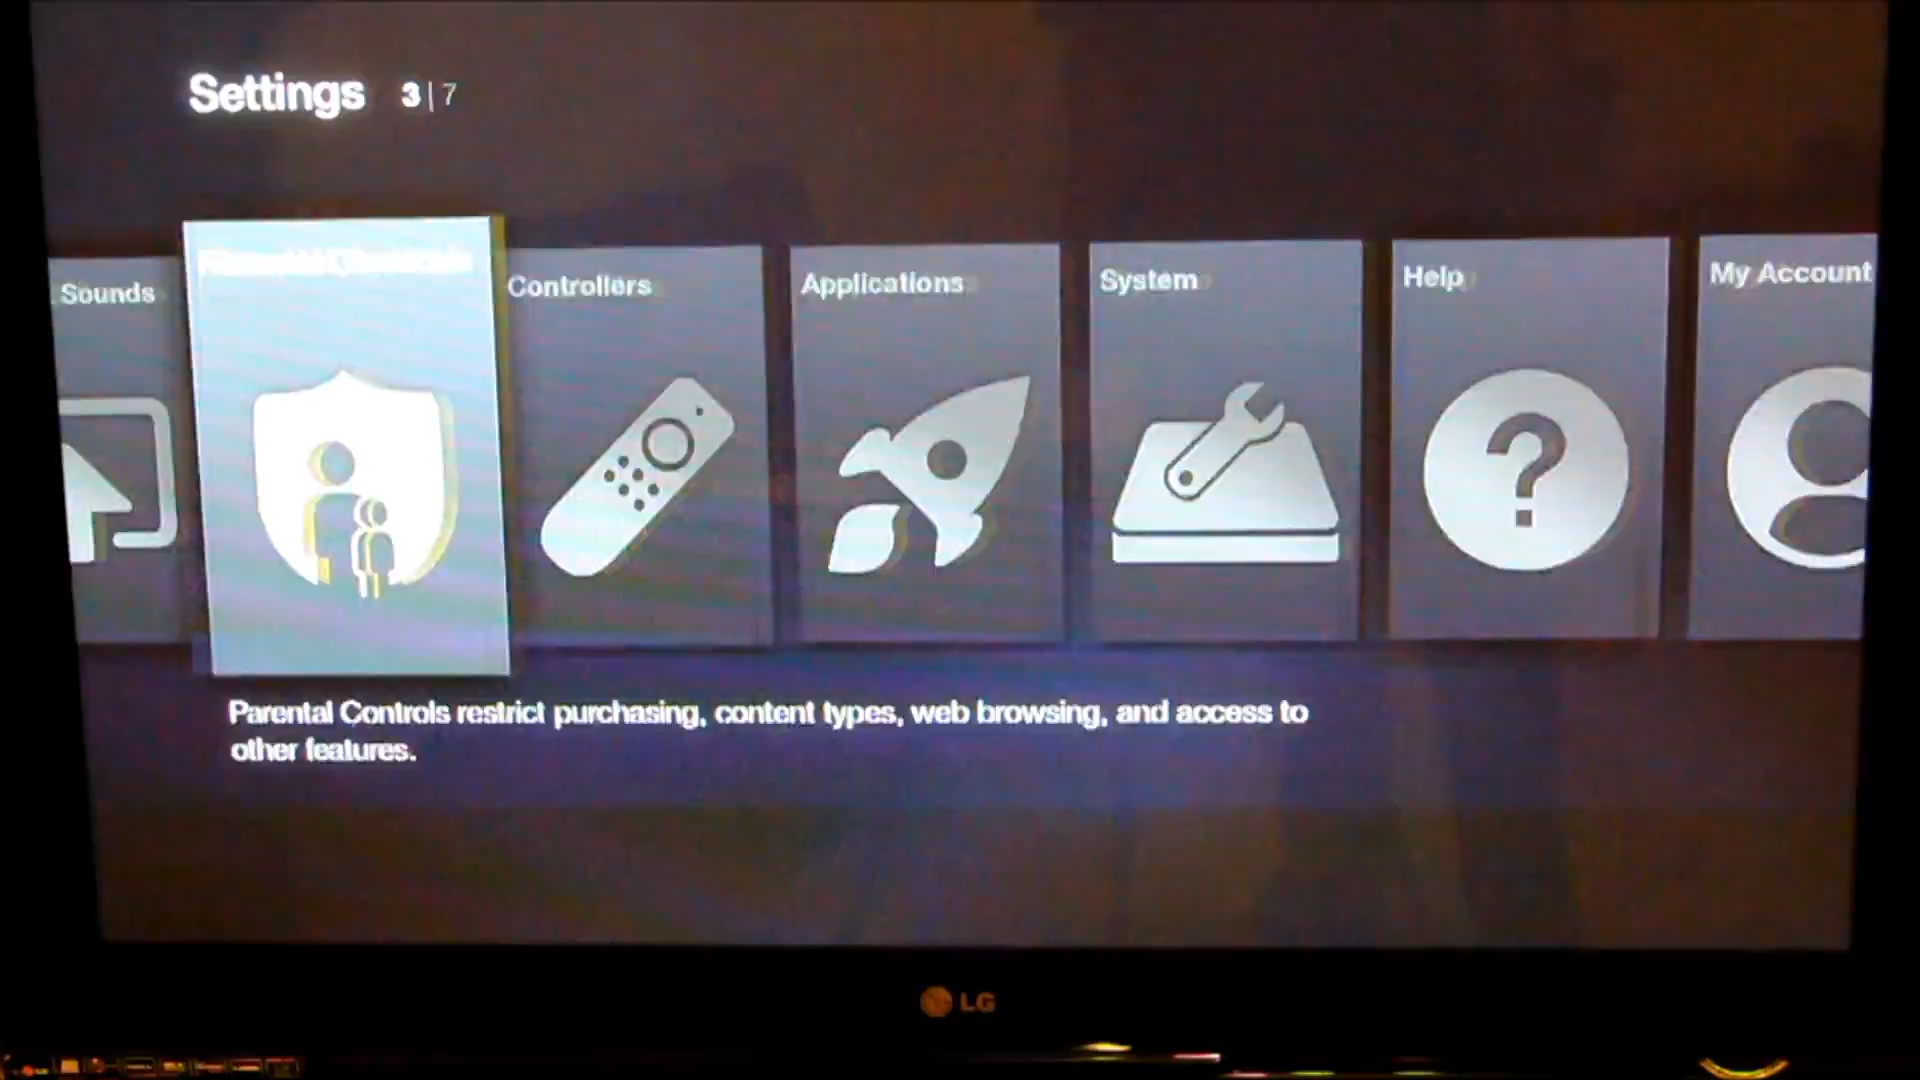 Settings 3|7
Sounds
Controllers
Applications
System
Help
My Account
?
Parental Controls restrict purchasing, content types, web browsing, and access to
other features.
LG